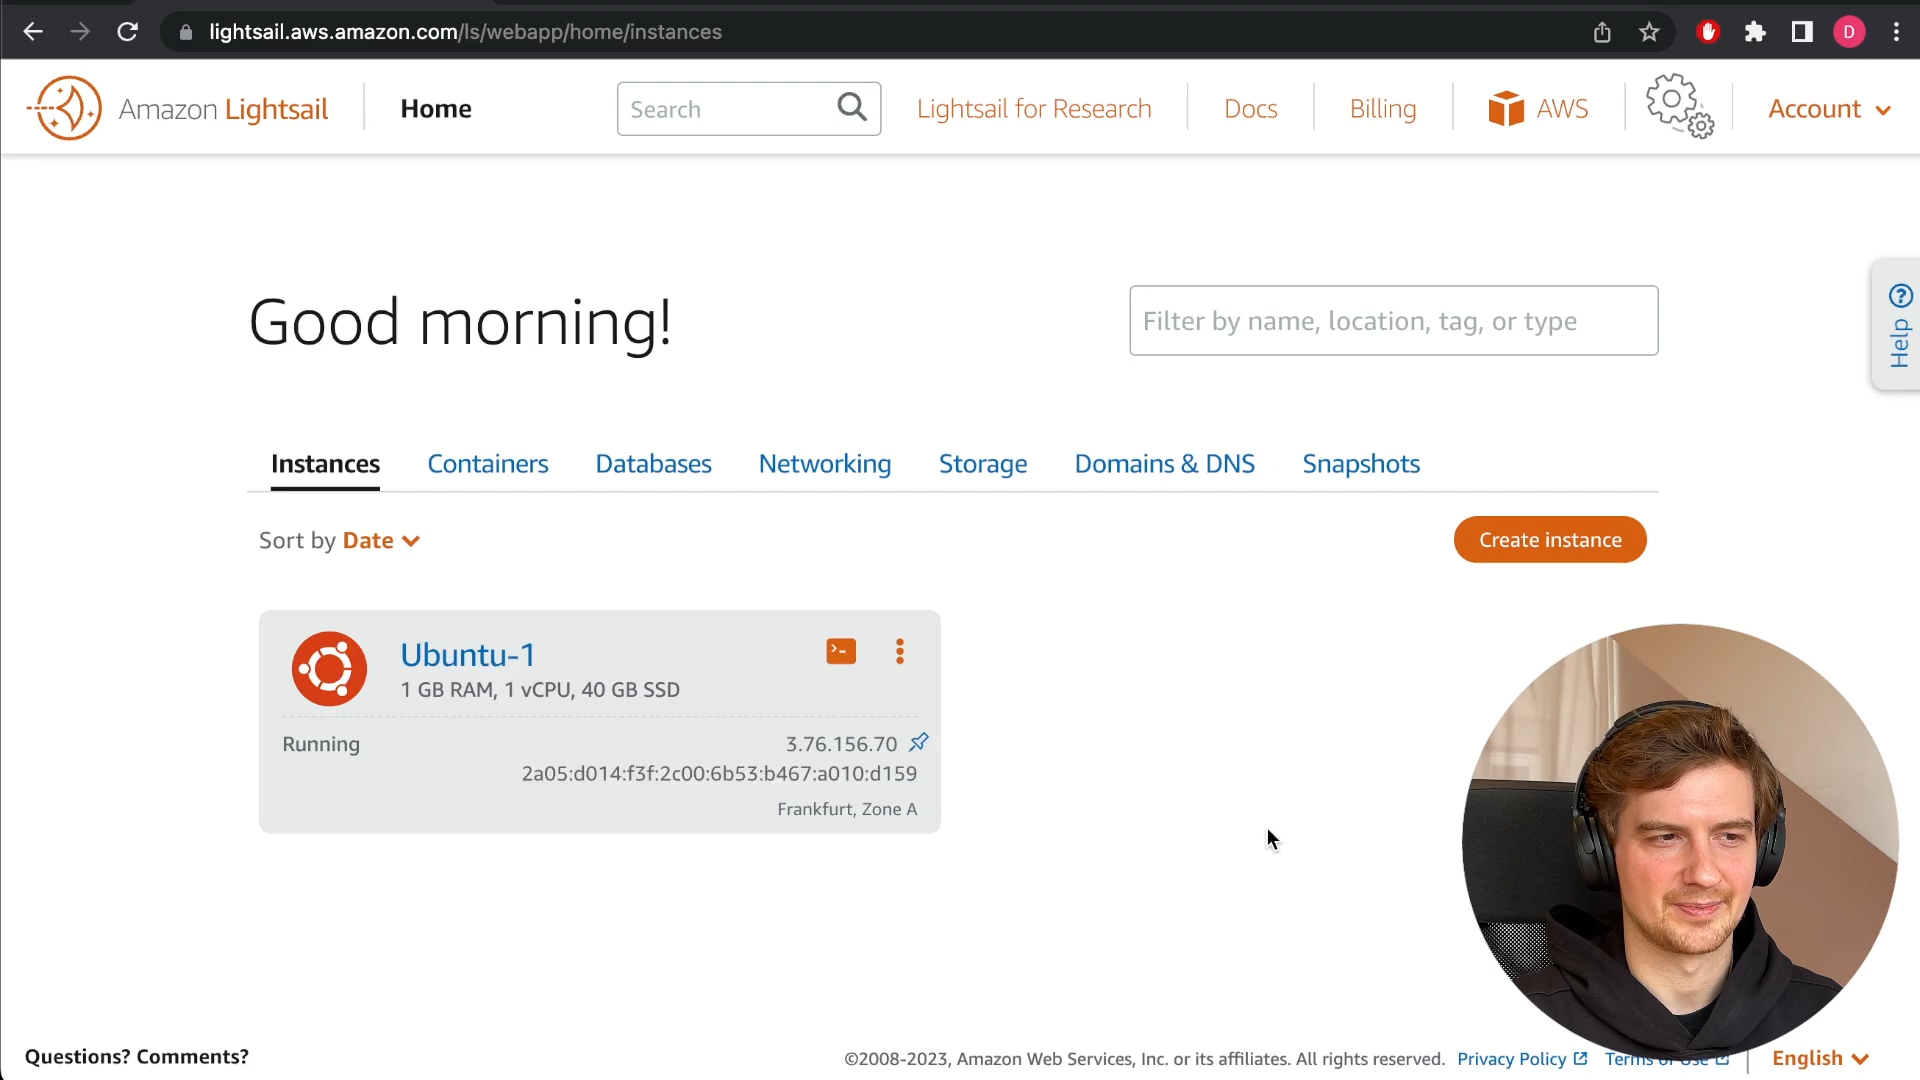 lightsail.aws.amazon.com/ls/webapp/home/instances
D
Amazon Lightsail
Home
Search
Lightsail for Research
Docs
Billing
AWS
Account
Good morning!
Filter by name, location, tag, or type
Help
Instances
Containers
Databases
Networking
Storage
Domains & DNS
Snapshots
Sort by Date
Create instance
Ubuntu-1
1 GB RAM, 1 vCPU, 40 GB SSD
Running
3.76.156.70
2a05:d014:f3f:2c00:6b53:b467:a010:d159
Frankfurt, Zone A
Questions? Comments?
©2008-2023, Amazon Web Services, Inc. or its affiliates. All rights reserved.
Privacy Policy
Terms of Use
English